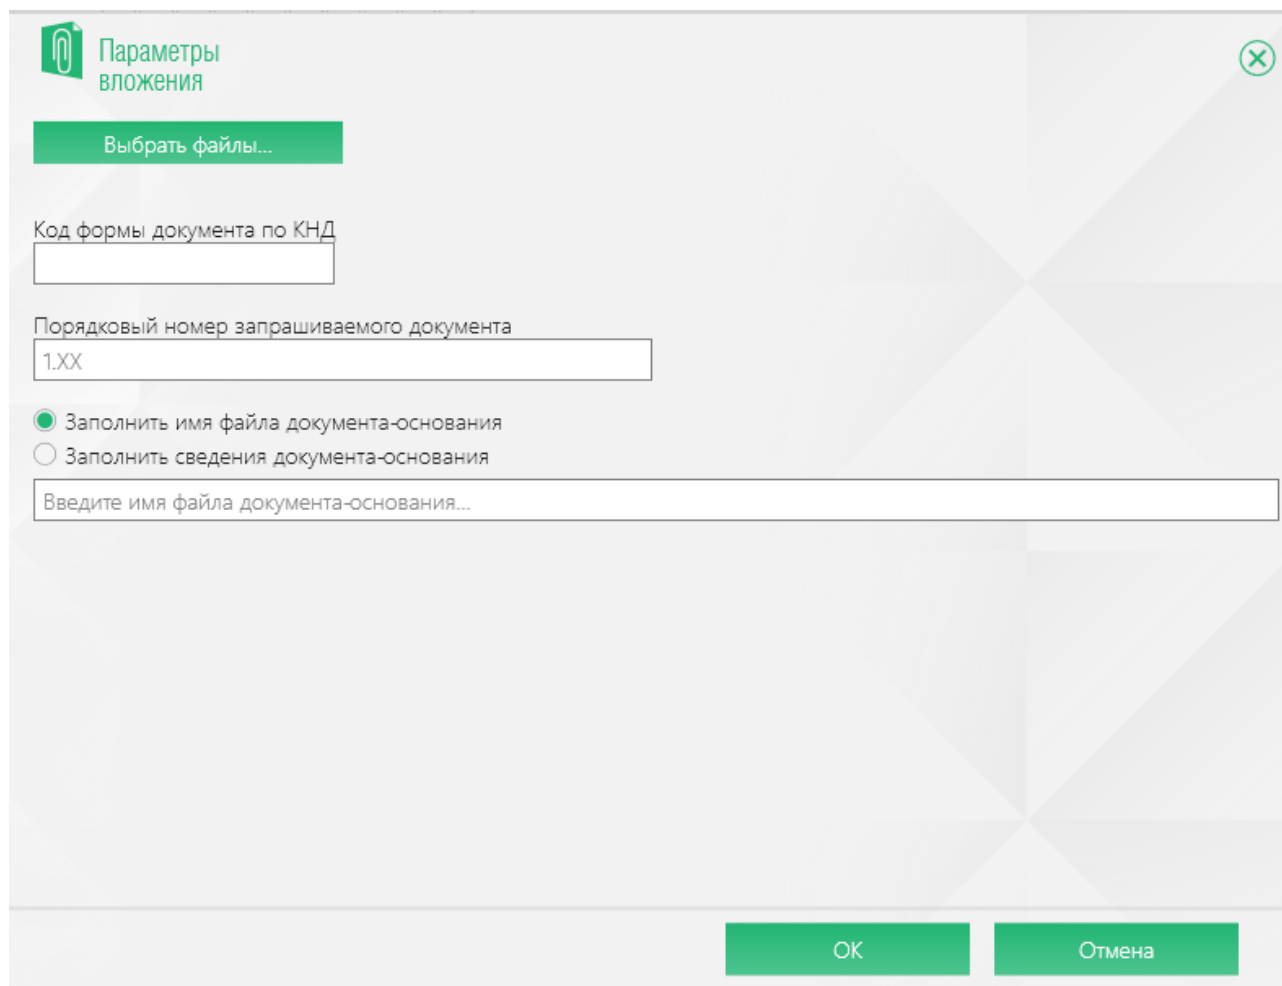 Параметры
вложения
Выбрать файлы...
Код формы документа по КНД
Порядковый номер запрашиваемого документа
1.XX
Заполнить имя файла документа-основания
Заполнить сведения документа-основания
Введите имя файла документа-основания...
ОК
Отмена